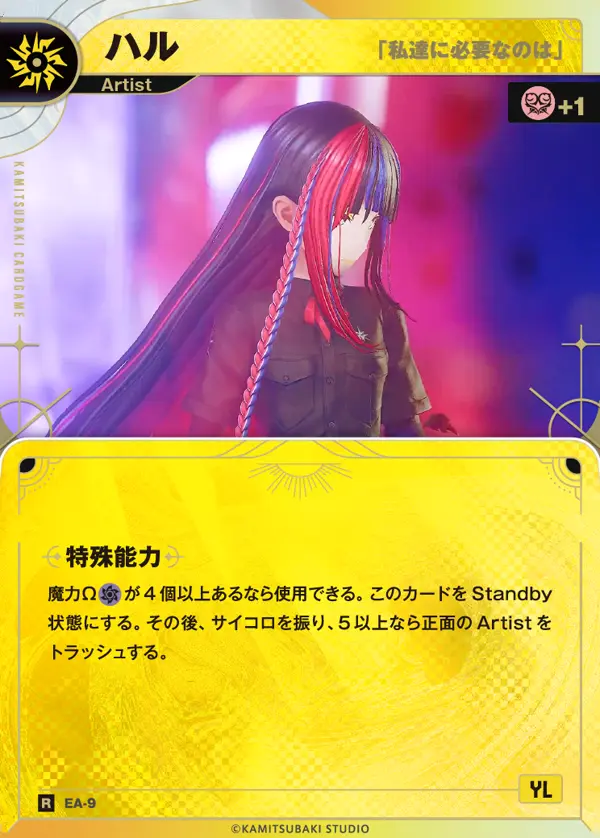 ハル
「私達に必要なのは」
Artist
+1
KAMITSUBAKI CARDGAME
特殊能力
魔力Ωが4個以上あるなら使用できる。このカードをStandby
状態にする。その後、サイコロを振り、5以上なら正面のArtistを
トラッシュする。
YL
R EA-9
©KAMITSUBAKI STUDIO